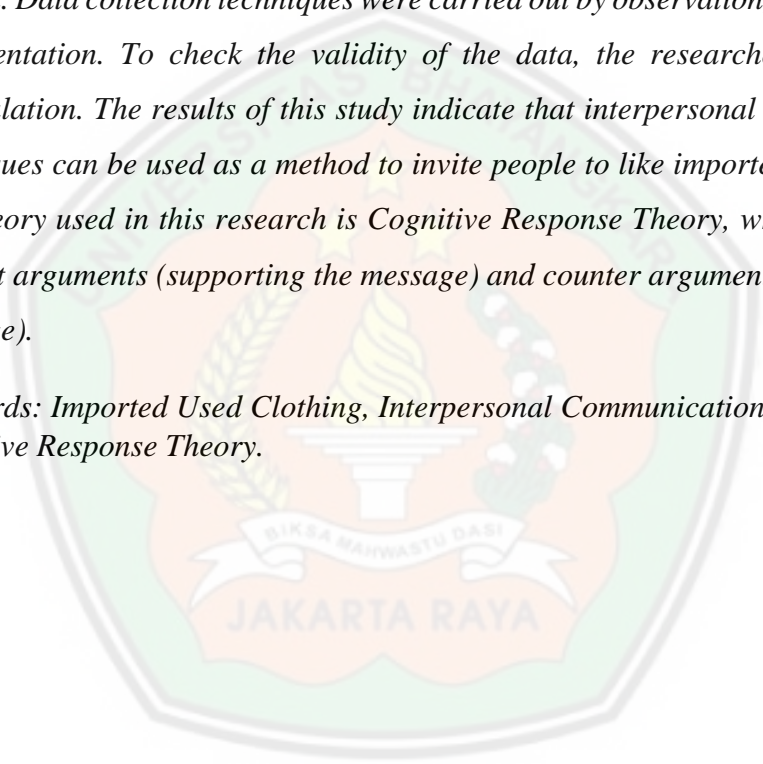 . Data collection techniques were carried out by observation
entation. To check the validity of the data, the research
lation. The results of this study indicate that interpersonal
ues can be used as a method to invite people to like import
eory used in this research is Cognitive Response Theory, w
t arguments (supporting the message) and counter argumen
e).
rds: Imported Used Clothing, Interpersonal Communication
ve Response Theory.
UNIVERSITAS BHAYANGKARA
BIKSA MAHWASTU DASI
JAKARTA RAYA